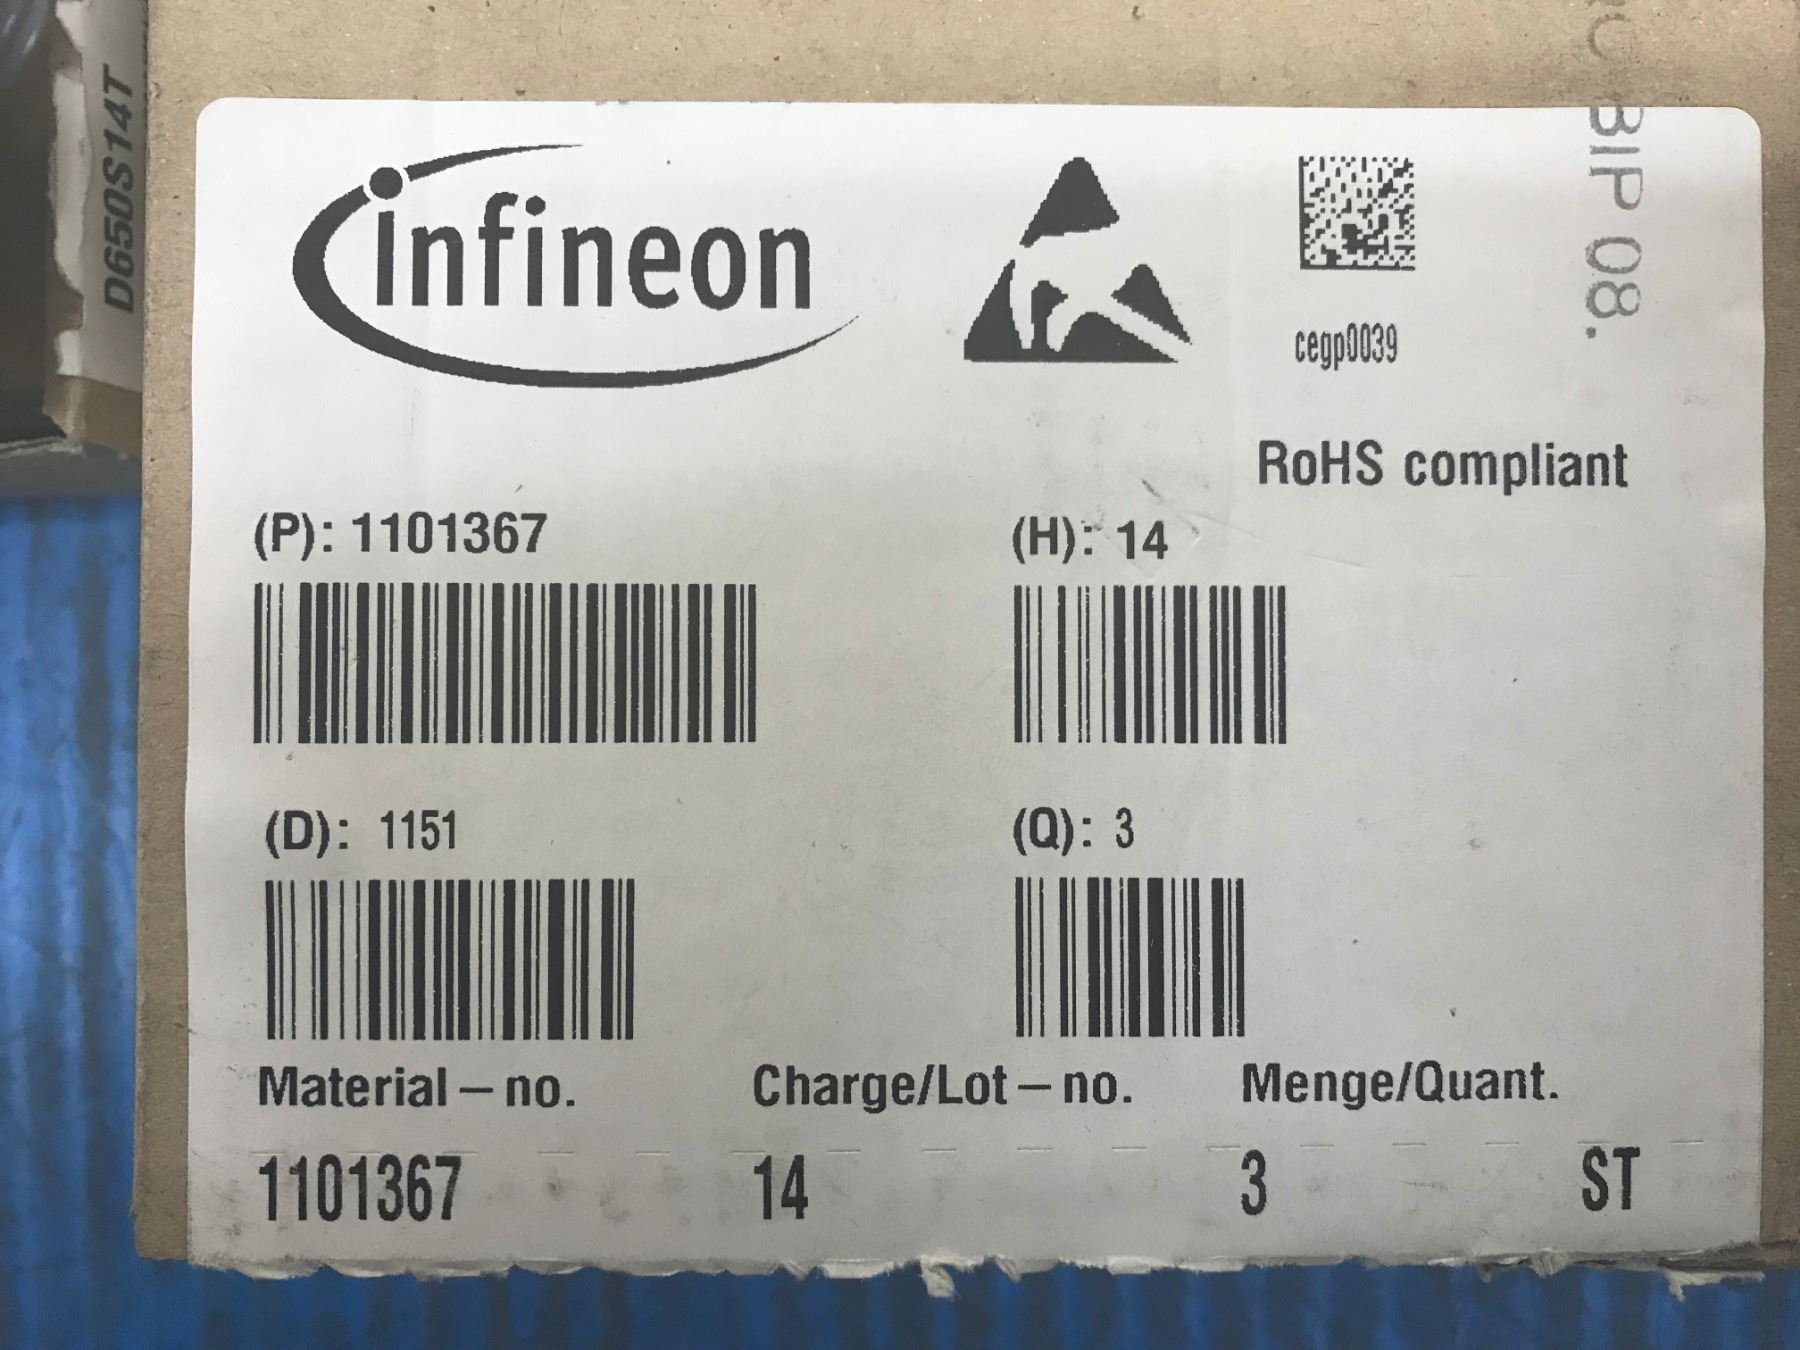 D650S14T
BIP 08.
infineon
cegp0039
RoHS compliant
(P): 1101367
(H): 14
(D): 1151
(Q): 3
Material – no. Charge/Lot – no. Menge/Quant.
1101367 14 3 ST